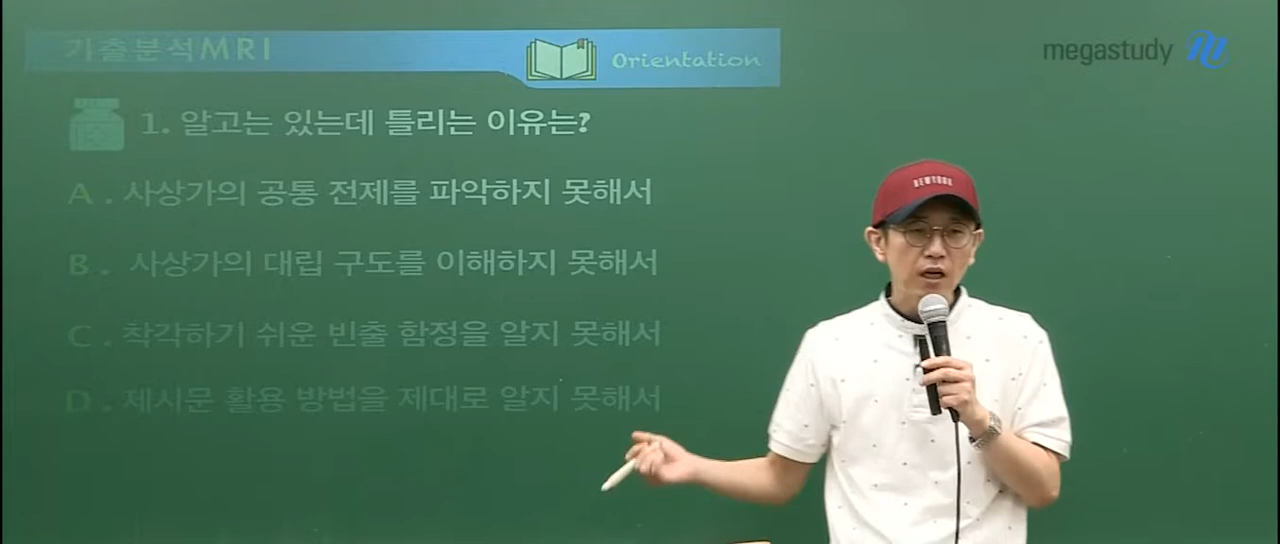 기출분석MRI
Orientation
megastudy
1. 알고는 있는데 틀리는 이유는?
A . 사상가의 공통 전제를 파악하지 못해서
B . 사상가의 대립 구도를 이해하지 못해서
C . 착각하기 쉬운 빈출 함정을 알지 못해서
D . 제시문 활용 방법을 제대로 알지 못해서
NEWYORK